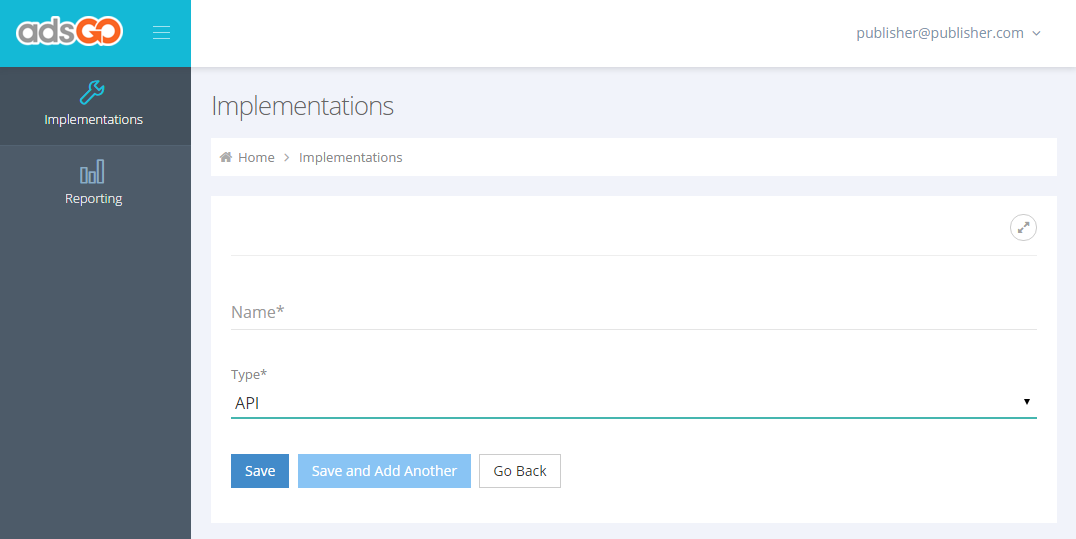 adsGO
publisher@publisher.com
Implementations
Reporting
Implementations
Home > Implementations
Name*
Type*
API
Save
Save and Add Another
Go Back